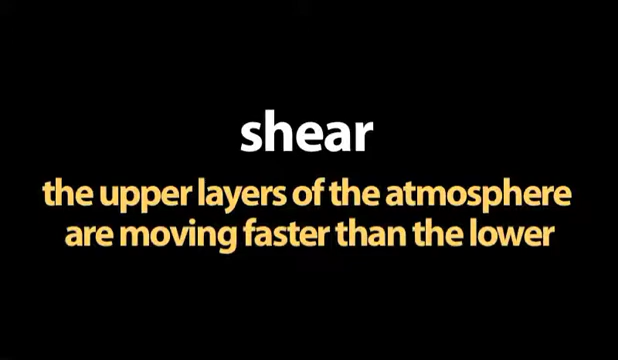 shear
the upper layers of the atmosphere
are moving faster than the lower